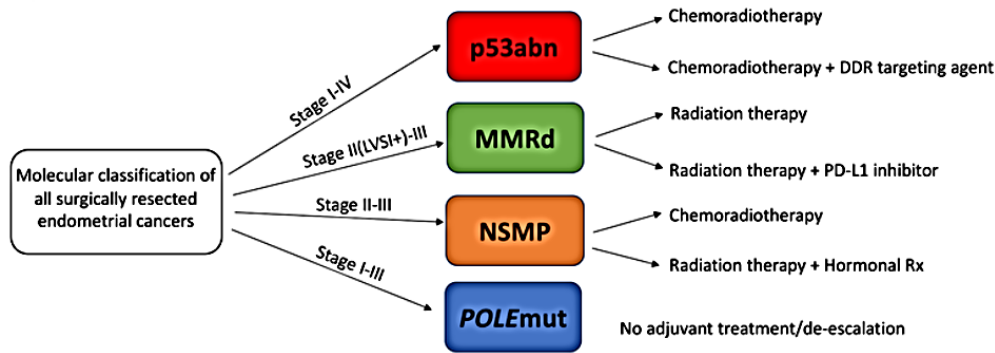 Molecular classification of
all surgically resected
endometrial cancers
Stage I-IV
p53abn
Chemoradiotherapy
Chemoradiotherapy + DDR targeting agent
Stage II(LVSI+)-III
MMRd
Radiation therapy
Radiation therapy + PD-L1 inhibitor
Stage II-III
NSMP
Chemoradiotherapy
Radiation therapy + Hormonal Rx
Stage I-III
POLEmut
No adjuvant treatment/de-escalation